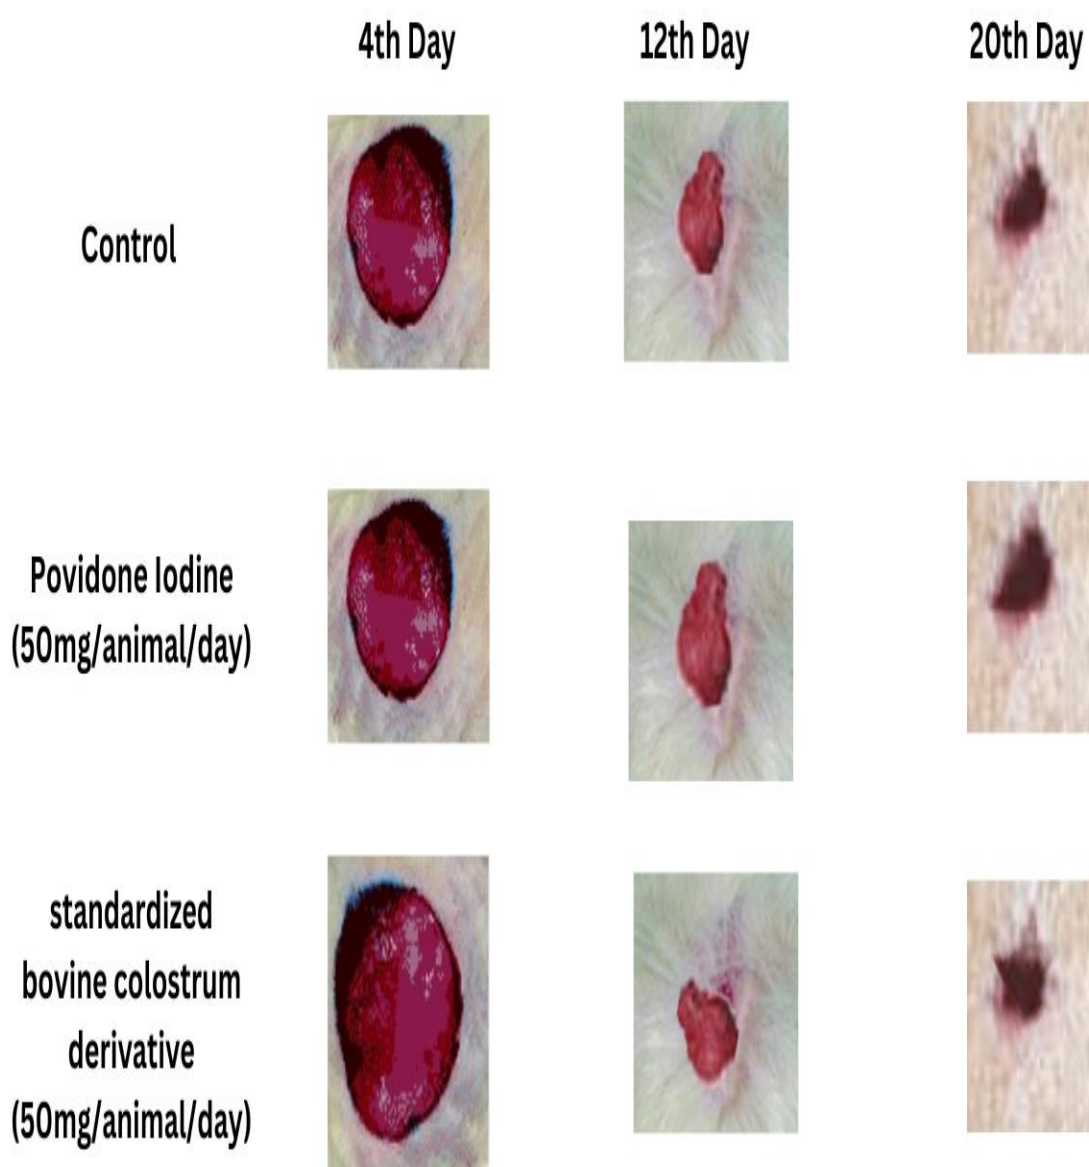 4th Day
12th Day
20th Day
Control
Povidone Iodine
(50mg/animal/day)
standardized
bovine colostrum
derivative
(50mg/animal/day)